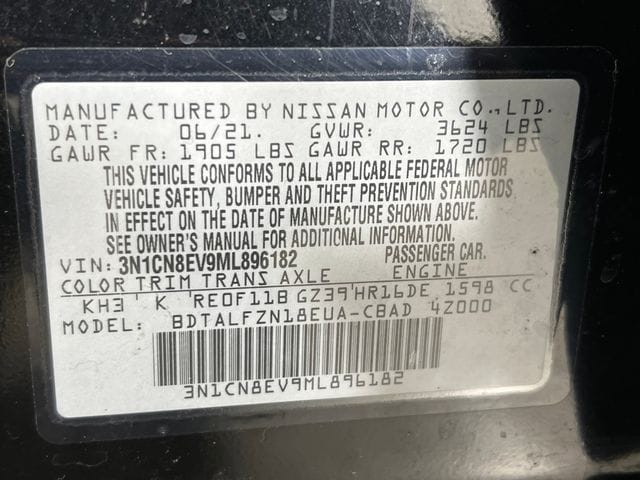 MANUFACTURED BY NISSAN MOTOR CO., LTD.
DATE: 06/21. GVWR: 3624 LBS
GAWR FR: 1905 LBS GAWR RR: 1720 LBS
THIS VEHICLE CONFORMS TO ALL APPLICABLE FEDERAL MOTOR
VEHICLE SAFETY, BUMPER AND THEFT PREVENTION STANDARDS
IN EFFECT ON THE DATE OF MANUFACTURE SHOWN ABOVE.
SEE OWNER'S MANUAL FOR ADDITIONAL INFORMATION.
VIN: 3N1CN8EV9ML896182 PASSENGER CAR.
COLOR TRIM TRANS AXLE ENGINE
KH3 K RE0F11B GZ39 HR16DE 1598 CC
MODEL: BDTALFZN18EUA-CBAD 4Z000
3N1CN8EV9ML896182